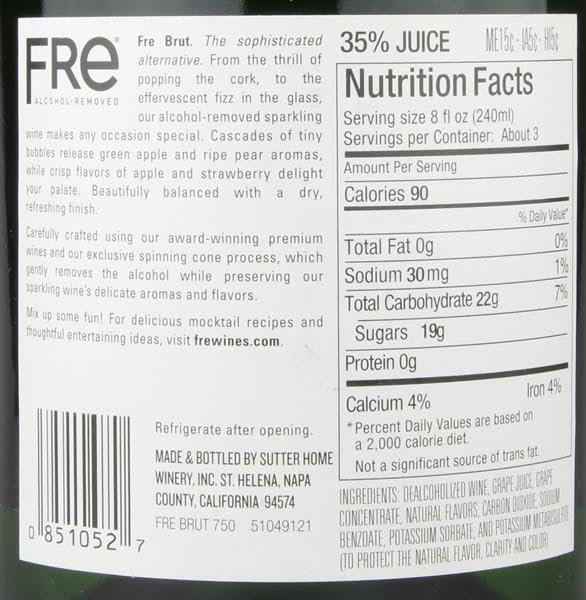 FRE®
ALCOHOL-REMOVED
Fre Brut. The sophisticated
alternative. From the thrill of
popping the cork, to the
effervescent fizz in the glass,
our alcohol-removed sparkling
wine makes any occasion special. Cascades of tiny
bubbles release green apple and ripe pear aromas,
while crisp flavors of apple and strawberry delight
your palate. Beautifully balanced with a dry,
refreshing finish.
Carefully crafted using our award-winning premium
wines and our exclusive spinning cone process, which
gently removes the alcohol while preserving our
sparkling wine's delicate aromas and flavors.
Mix up some fun! For delicious mocktail recipes and
thoughtful entertaining ideas, visit frewines.com.
Refrigerate after opening.
MADE & BOTTLED BY SUTTER HOME
WINERY, INC. ST. HELENA, NAPA
COUNTY, CALIFORNIA 94574
FRE BRUT 750 51049121
0 851052 7
35% JUICE ME15¢ · IA5¢ · HI5¢
Nutrition Facts
Serving size 8 fl oz (240ml)
Servings per Container: About 3
Amount Per Serving
Calories 90
% Daily Value*
Total Fat 0g 0%
Sodium 30mg 1%
Total Carbohydrate 22g 7%
Sugars 19g
Protein 0g
Calcium 4% Iron 4%
*Percent Daily Values are based on
a 2,000 calorie diet.
Not a significant source of trans fat.
INGREDIENTS: DEALCOHOLIZED WINE, GRAPE JUICE, GRAPE
CONCENTRATE, NATURAL FLAVORS, CARBON DIOXIDE, SODIUM
BENZOATE, POTASSIUM SORBATE, AND POTASSIUM METABISULFITE
(TO PROTECT THE NATURAL FLAVOR, CLARITY AND COLOR).